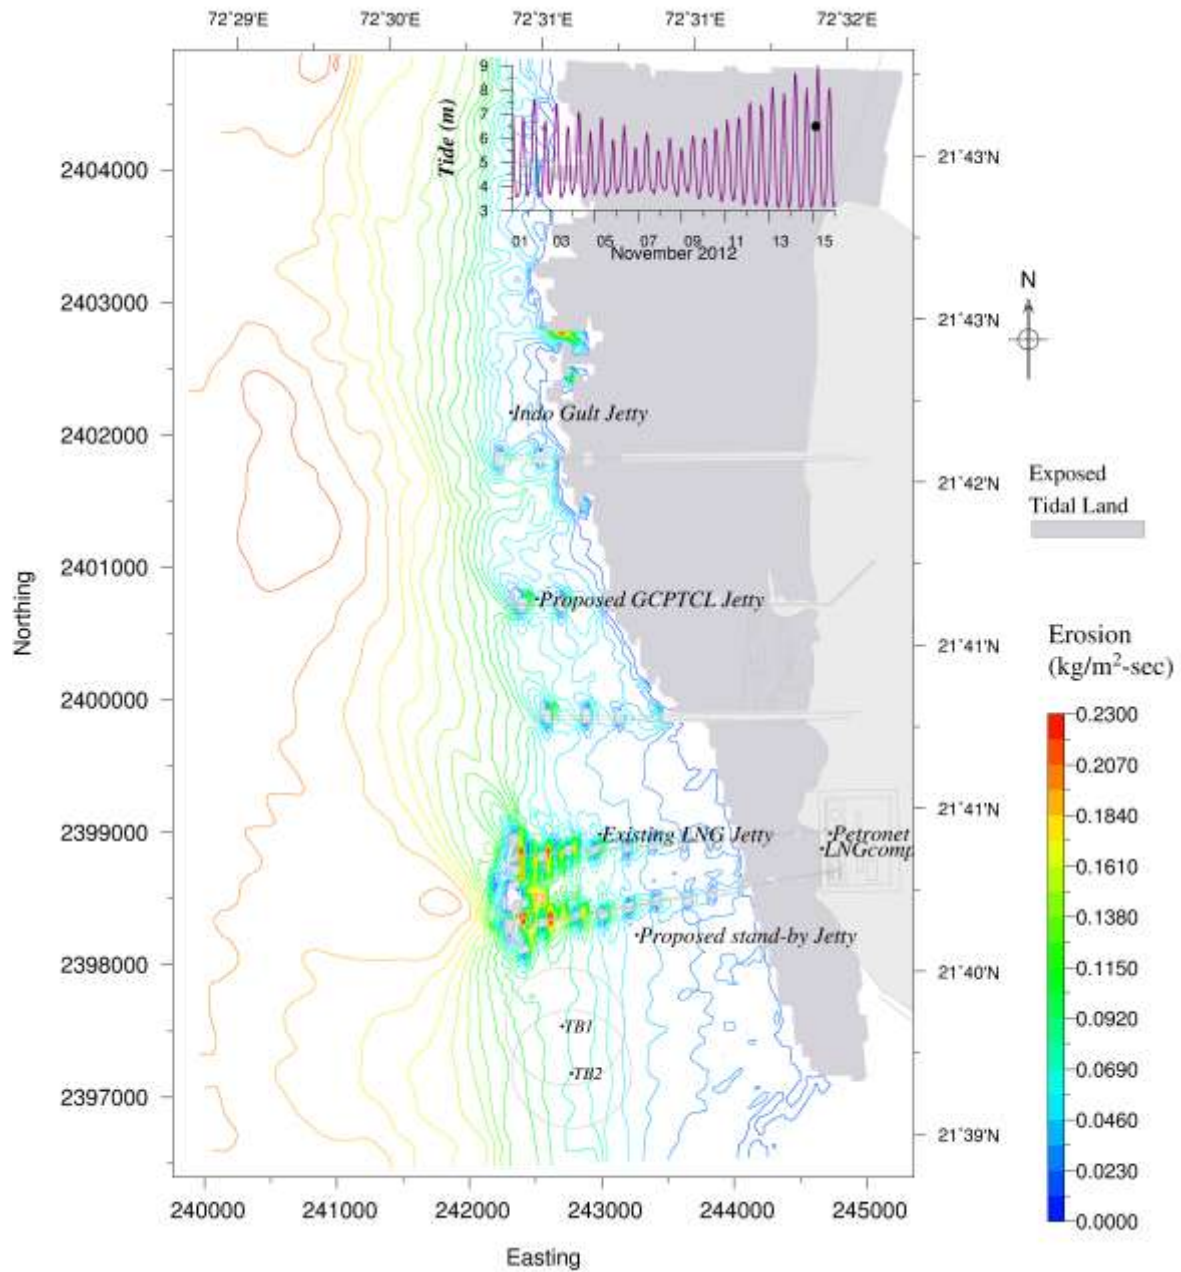 72°29'E 72°30'E 72°31'E 72°31'E 72°32'E
9
8
7
6
5
4
3
Tide (m)
01 03 05 07 09 11 13 15
November 2012
2404000
2403000
2402000
2401000
2400000
2399000
2398000
2397000
Northing
21°43'N
21°43'N
21°42'N
21°41'N
21°41'N
21°40'N
21°39'N
Indo Gult Jetty
Proposed GCPTCL Jetty
Existing LNG Jetty
Petronet
LNGcomp
Proposed stand-by Jetty
TB1
TB2
240000 241000 242000 243000 244000 245000
Easting
N
Exposed
Tidal Land
Erosion
(kg/m²-sec)
0.2300
0.2070
0.1840
0.1610
0.1380
0.1150
0.0920
0.0690
0.0460
0.0230
0.0000